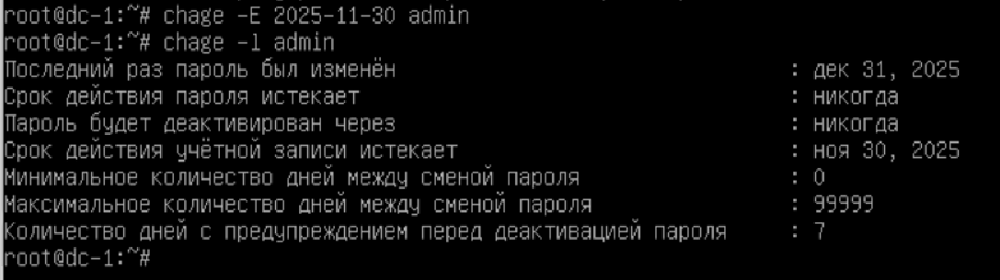 root@dc-1:~# chage -E 2025-11-30 admin
root@dc-1:~# chage -l admin
Последний раз пароль был изменён : дек 31, 2025
Срок действия пароля истекает : никогда
Пароль будет деактивирован через : никогда
Срок действия учётной записи истекает : ноя 30, 2025
Минимальное количество дней между сменой пароля : 0
Максимальное количество дней между сменой пароля : 99999
Количество дней с предупреждением перед деактивацией пароля : 7
root@dc-1:~#